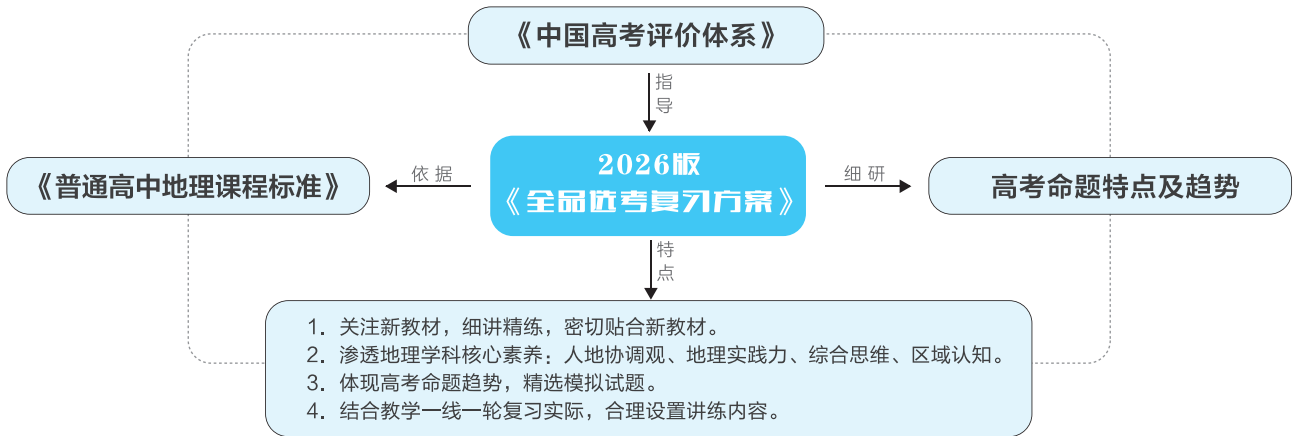 《中国高考评价体系》
指导
2026版
《全品选考复习方案》
依据
《普通高中地理课程标准》
细研
高考命题特点及趋势
特点
1. 关注新教材，细讲精练，密切贴合新教材。
2. 渗透地理学科核心素养：人地协调观、地理实践力、综合思维、区域认知。
3. 体现高考命题趋势，精选模拟试题。
4. 结合教学一线一轮复习实际，合理设置讲练内容。